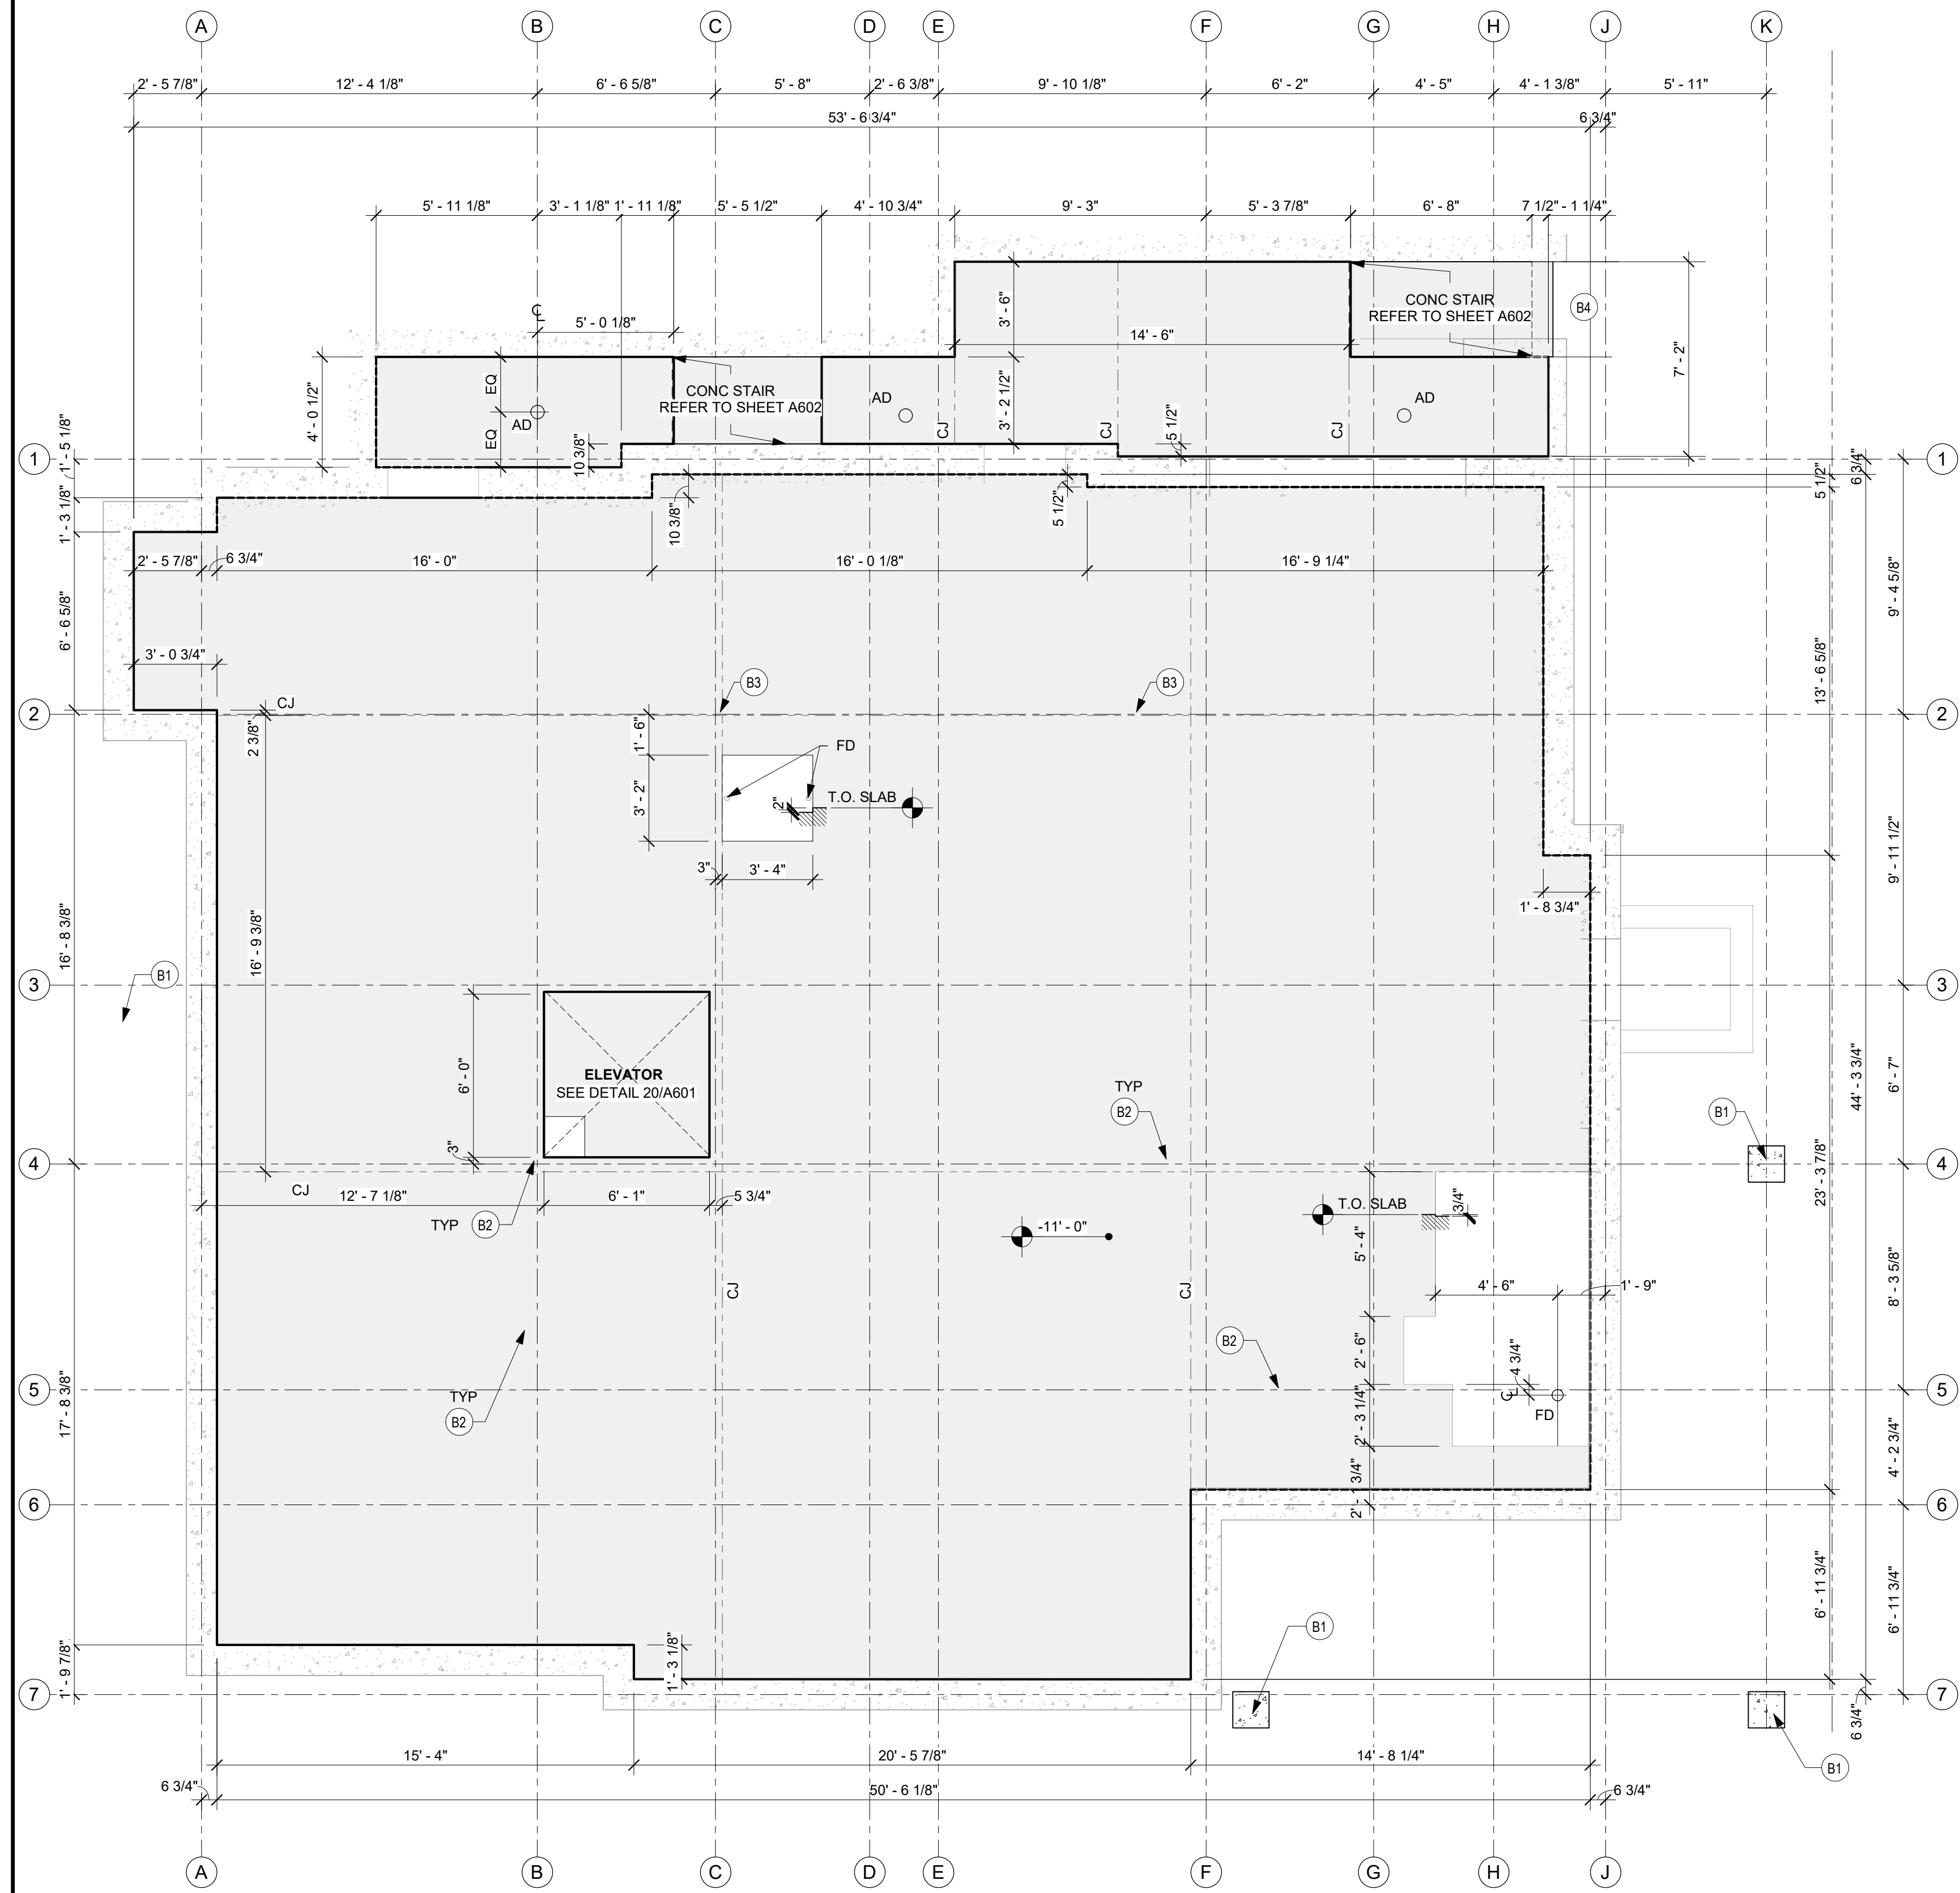 A B C D E F G H J K
2' - 5 7/8" 12' - 4 1/8" 6' - 6 5/8" 5' - 8" 2' - 6 3/8" 9' - 10 1/8" 6' - 2" 4' - 5" 4' - 1 3/8" 5' - 11"
53' - 6 3/4" 6 3/4"
5' - 11 1/8" 3' - 1 1/8" 1' - 11 1/8" 5' - 5 1/2" 4' - 10 3/4" 9' - 3" 5' - 3 7/8" 6' - 8" 7 1/2" - 1 1/4"
CONC STAIR
REFER TO SHEET A602
B4
3' - 6"
℄
5' - 0 1/8"
14' - 6"
7' - 2"
4' - 0 1/2"
EQ
EQ
AD
CONC STAIR
REFER TO SHEET A602
AD
3' - 2 1/2"
AD
CJ
CJ
CJ
5 1/2"
10 3/8"
1
1
1' - 5 1/8"
1' - 3 1/8"
6 3/4"
5 1/2"
10 3/8"
5 1/2"
2' - 5 7/8" 6 3/4" 16' - 0" 16' - 0 1/8" 16' - 9 1/4"
6' - 6 5/8"
9' - 4 5/8"
3' - 0 3/4"
13' - 6 5/8"
B3
B3
CJ
2
2
2 3/8"
1' - 6"
FD
3' - 2"
2"
T.O. SLAB
3"
3' - 4"
9' - 11 1/2"
1' - 8 3/4"
16' - 8 3/8"
16' - 9 3/8"
B1
3
3
6' - 0"
ELEVATOR
SEE DETAIL 20/A601
3"
TYP
B2
B1
44' - 3 3/4"
6' - 7"
4
4
CJ
12' - 7 1/8" 6' - 1" 5 3/4"
TYP B2
23' - 3 7/8"
T.O. SLAB
3/4"
-11' - 0"
5' - 4"
CJ
CJ
4' - 6" 1' - 9"
8' - 3 5/8"
B2
2' - 6"
4 3/4"
TYP
B2
5
5
℄
FD
17' - 8 3/8"
2' - 3 1/4"
4' - 2 3/4"
2' - 1 3/4"
6
6
6' - 11 3/4"
6' - 11 3/4"
B1
1' - 3 1/8"
1' - 9 7/8"
7
7
6 3/4"
B1
15' - 4" 20' - 5 7/8" 14' - 8 1/4"
6 3/4" 50' - 6 1/8" 6 3/4"
A B C D E F G H J